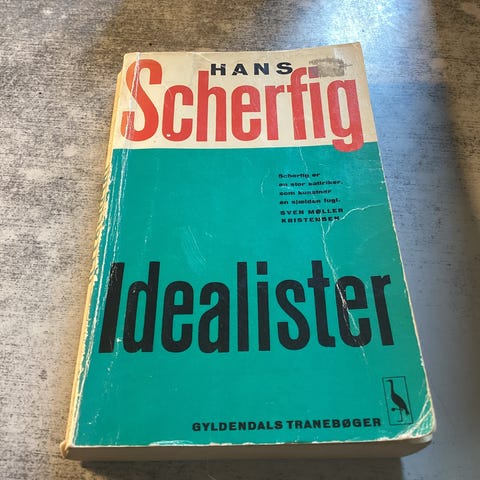 HANS
Scherfig
Scherfig er
en stor satiriker,
som kunstner
en sjælden fugl.
SVEN MØLLER
KRISTENSEN
Idealister
GYLDENDALS TRANEBØGER